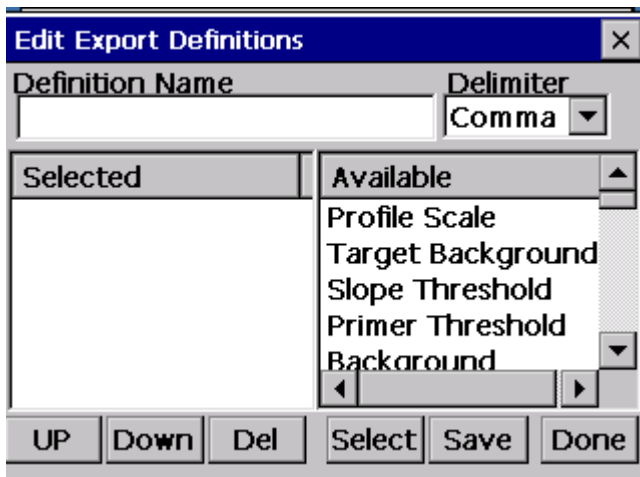 Edit Export Definitions
Definition Name
Delimiter
Comma
Selected
Available
Profile Scale
Target Background
Slope Threshold
Primer Threshold
Background
UP
Down
Del
Select
Save
Done